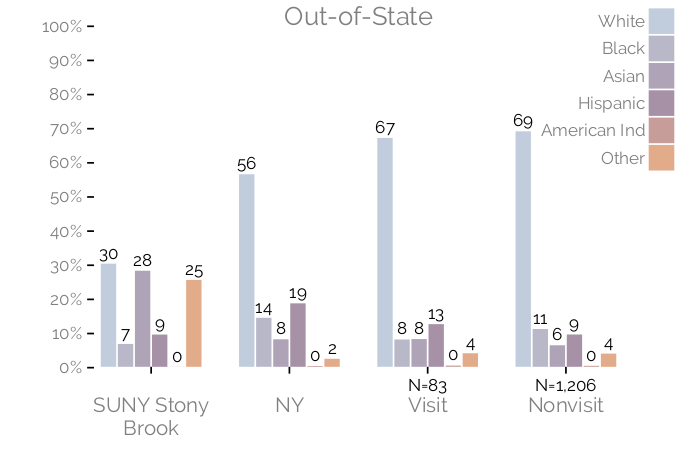 Out-of-State
White
Black
Asian
Hispanic
American Ind
Other
100%
90%
80%
70%
60%
50%
40%
30%
20%
10%
0%
30 7 28 9 0 25
56 14 8 19 0 2
67 8 8 13 0 4
69 11 6 9 0 4
N=83 N=1,206
SUNY Stony NY Visit Nonvisit
Brook